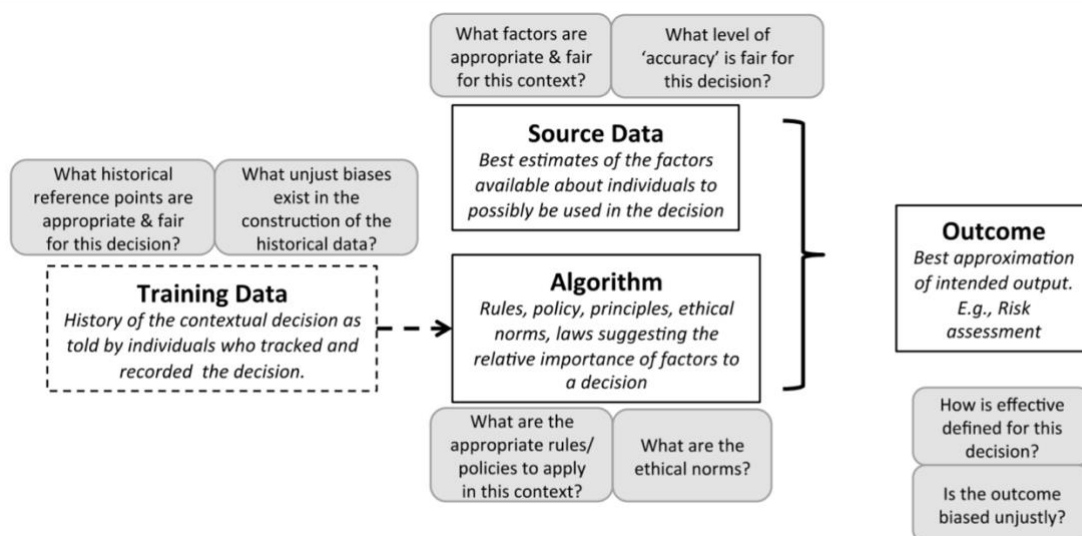 What factors are
appropriate & fair
for this context?
What level of
‘accuracy’ is fair for
this decision?
Source Data
Best estimates of the factors
available about individuals to
possibly be used in the decision
What historical
reference points are
appropriate & fair
for this decision?
What unjust biases
exist in the
construction of the
historical data?
Training Data
History of the contextual decision as
told by individuals who tracked and
recorded the decision.
Algorithm
Rules, policy, principles, ethical
norms, laws suggesting the
relative importance of factors to
a decision
What are the
appropriate rules/
policies to apply
in this context?
What are the
ethical norms?
Outcome
Best approximation
of intended output.
E.g., Risk
assessment
How is effective
defined for this
decision?
Is the outcome
biased unjustly?